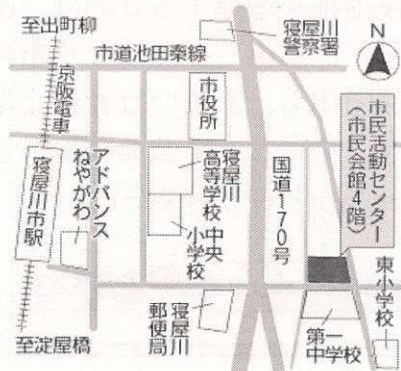 至出町柳
市道池田秦線
寝屋川
警察署
N
京阪電車
市役所
市民活動センター
(市民会館4階)
寝屋川市駅
アドバンス
ねやがわ
寝屋川
高等学校
中央
小学校
国道170号
東小学校
至淀屋橋
寝屋川
郵便局
第一
中学校